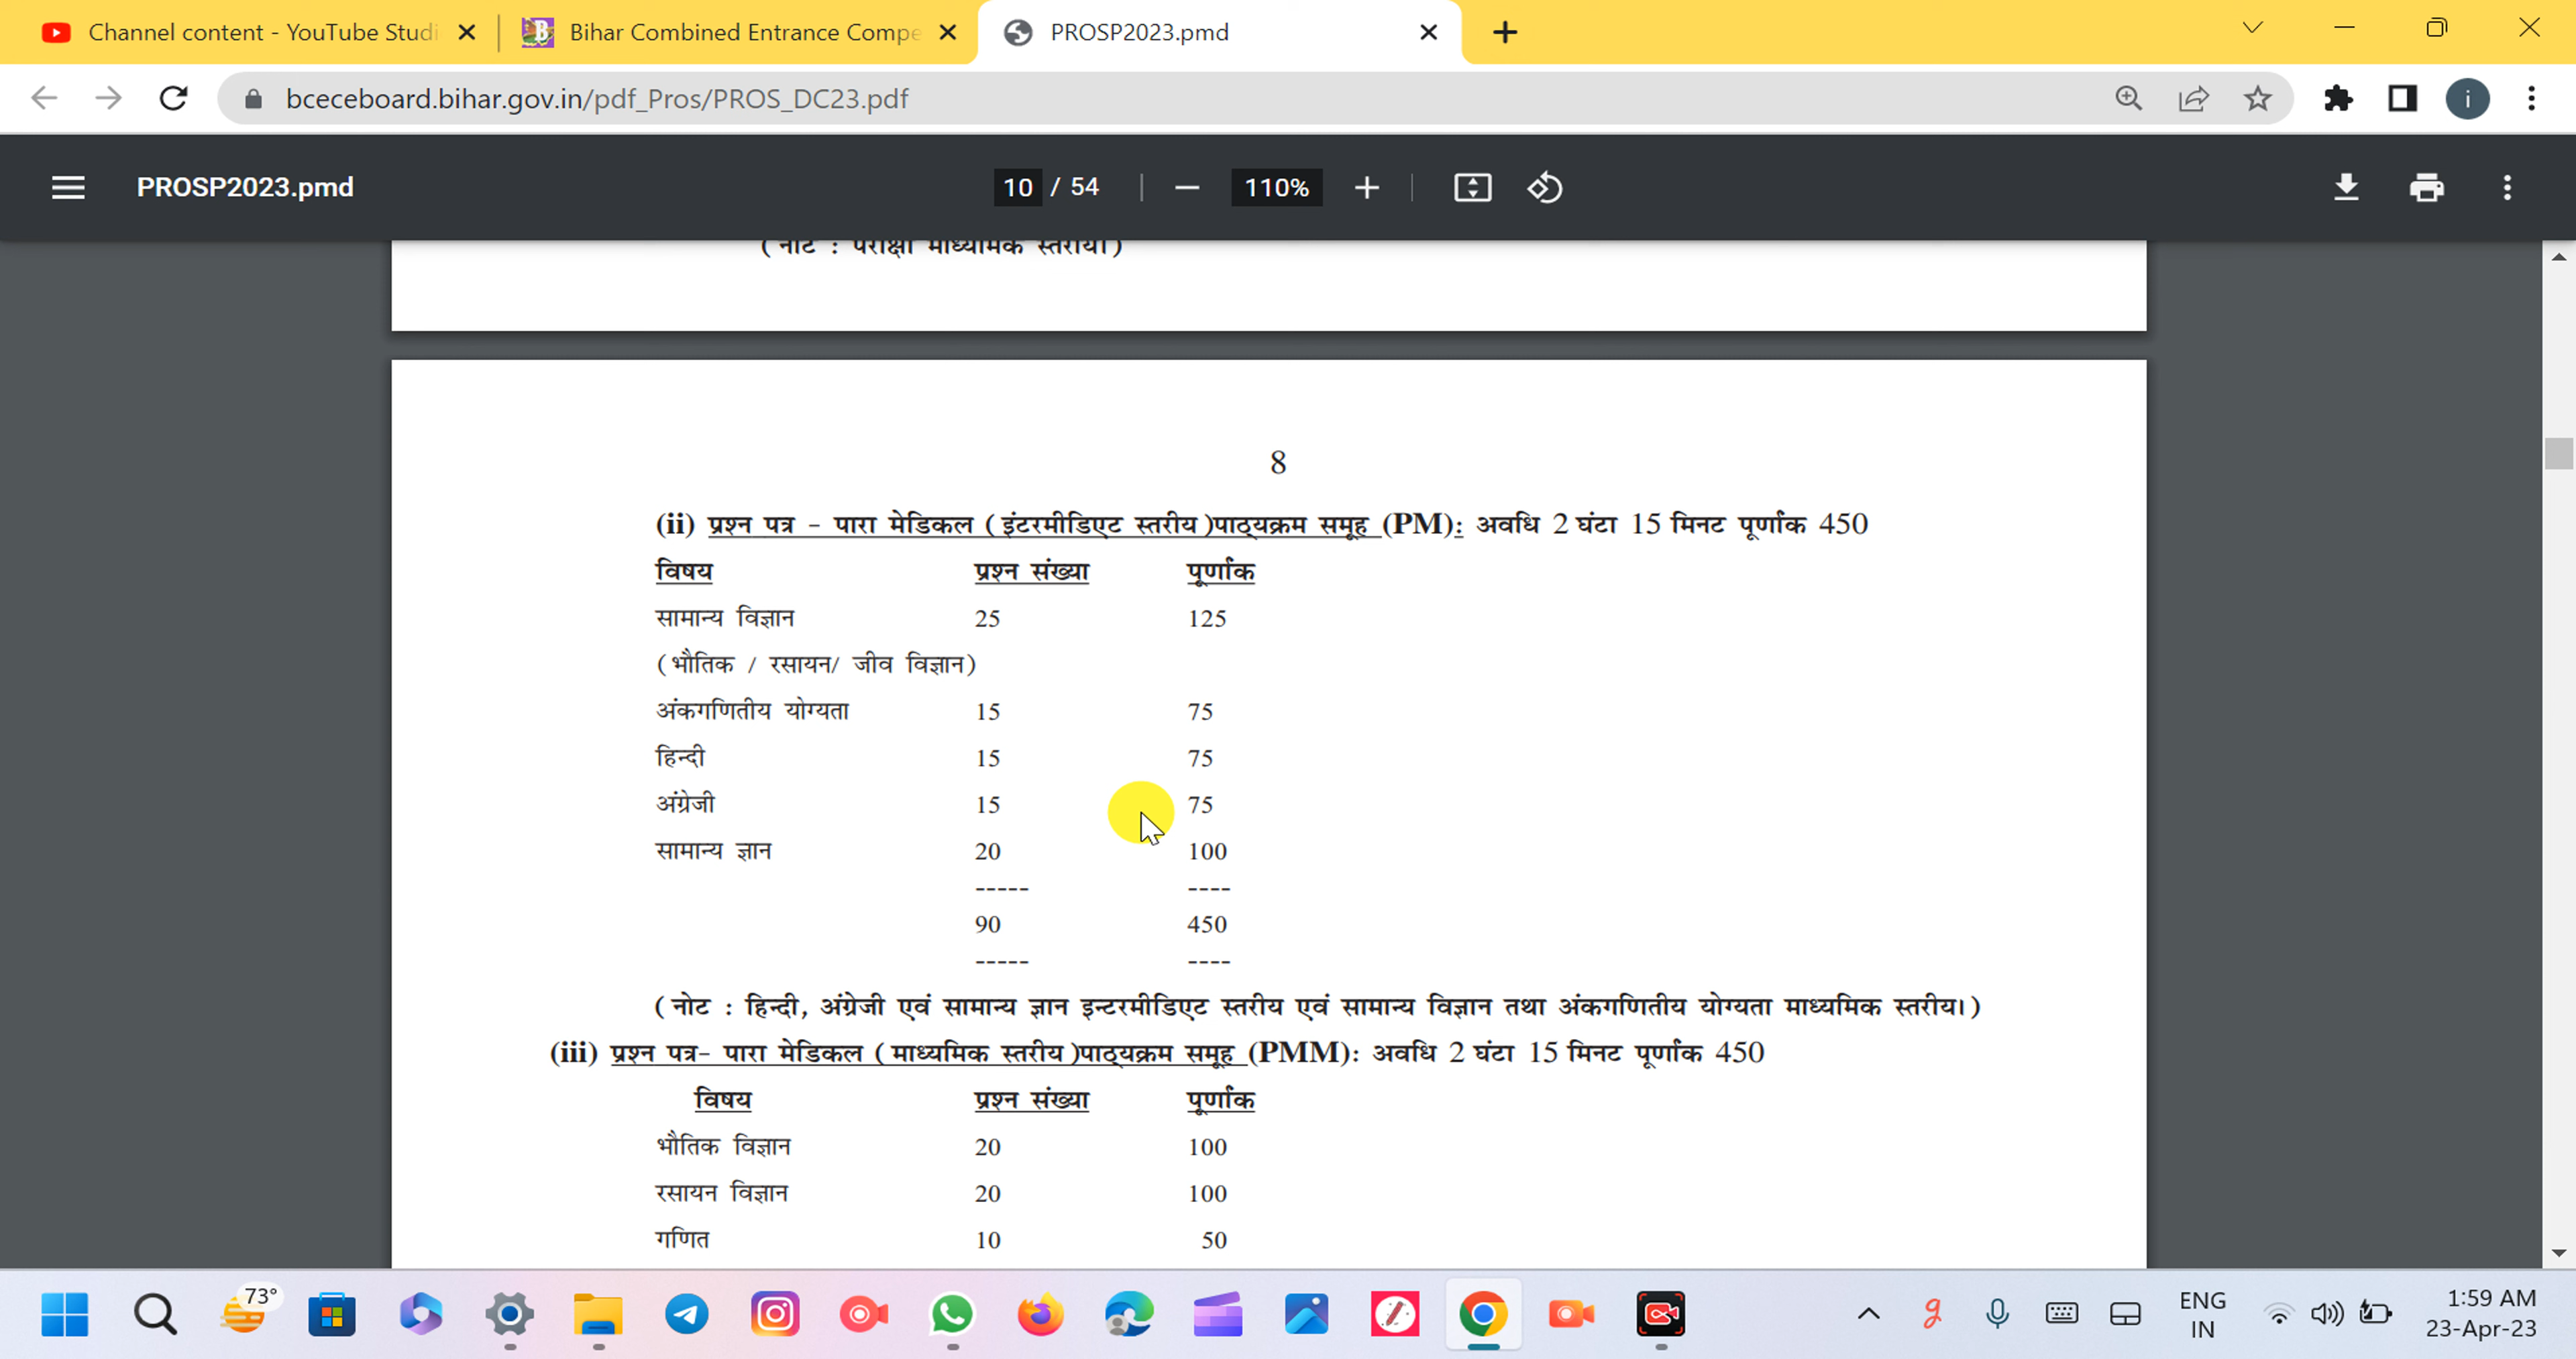 Channel content - YouTube Studi
Bihar Combined Entrance Compe
PROSP2023.pmd
bceceboard.bihar.gov.in/pdf_Pros/PROS_DC23.pdf
i
PROSP2023.pmd
10 / 54
110%
( नोट : परीक्षा माध्यमिक स्तरीय।)
8
(ii) प्रश्न पत्र - पारा मेडिकल ( इंटरमीडिएट स्तरीय )पाठ्यक्रम समूह (PM): अवधि 2 घंटा 15 मिनट पूर्णांक 450
विषय प्रश्न संख्या पूर्णांक
सामान्य विज्ञान 25 125
(भौतिक / रसायन/ जीव विज्ञान)
अंकगणितीय योग्यता 15 75
हिन्दी 15 75
अंग्रेजी 15 75
सामान्य ज्ञान 20 100
----- ----
90 450
----- ----
( नोट : हिन्दी, अंग्रेजी एवं सामान्य ज्ञान इन्टरमीडिएट स्तरीय एवं सामान्य विज्ञान तथा अंकगणितीय योग्यता माध्यमिक स्तरीय।)
(iii) प्रश्न पत्र- पारा मेडिकल ( माध्यमिक स्तरीय )पाठ्यक्रम समूह (PMM): अवधि 2 घंटा 15 मिनट पूर्णांक 450
विषय प्रश्न संख्या पूर्णांक
भौतिक विज्ञान 20 100
रसायन विज्ञान 20 100
गणित 10 50
73°
ENG
IN
1:59 AM
23-Apr-23